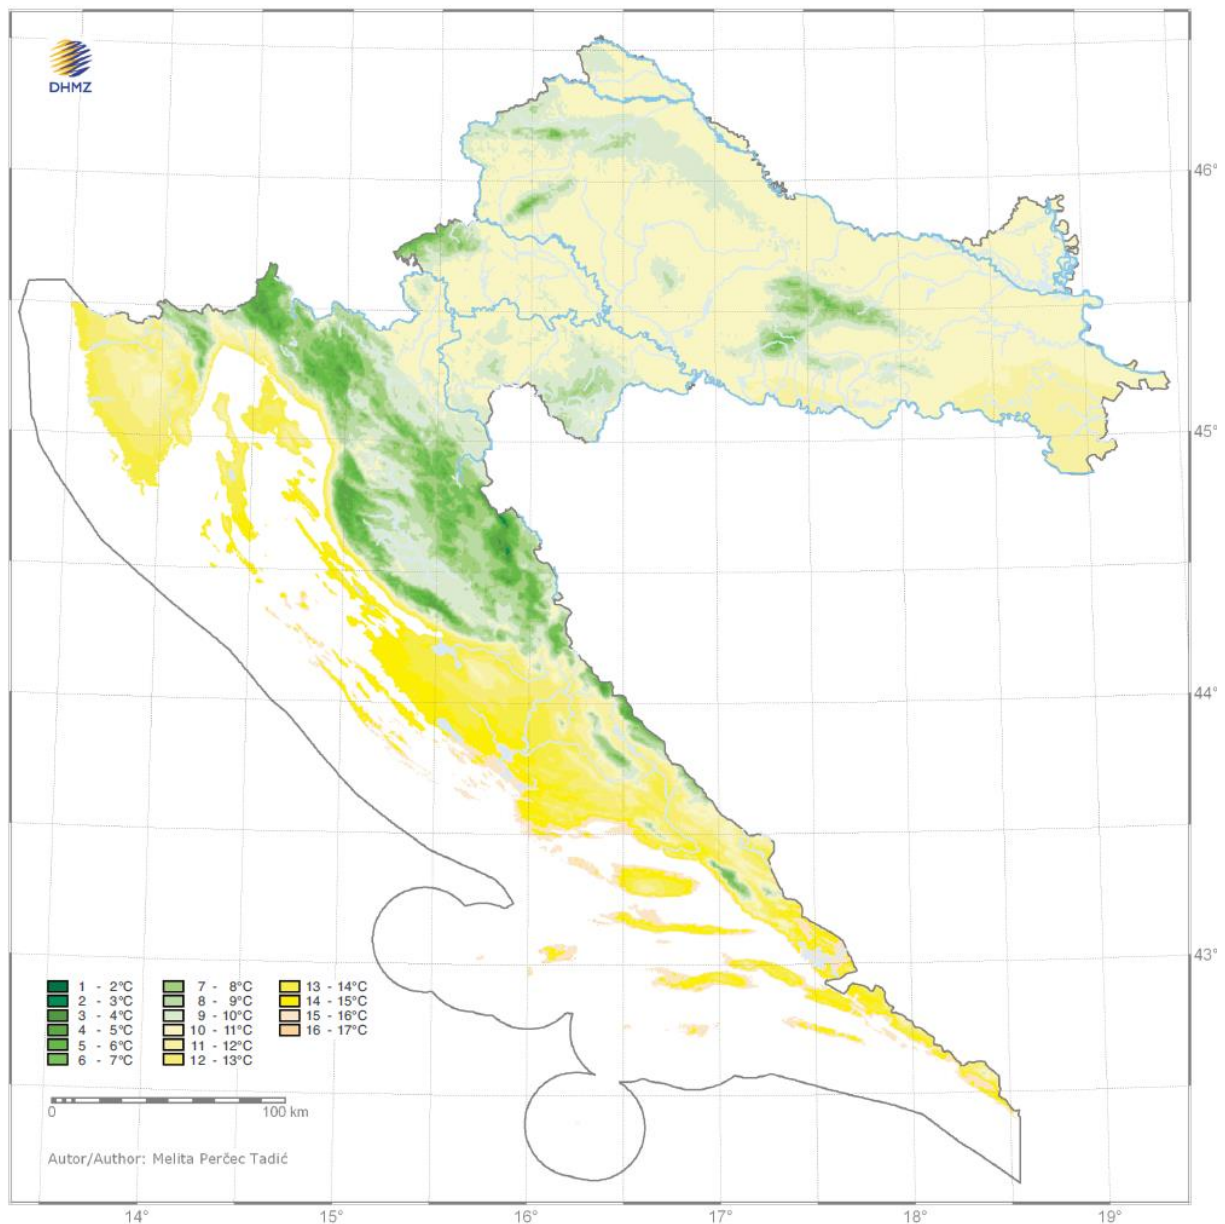 DHMZ
46°
45°
44°
43°
1 - 2°C
2 - 3°C
3 - 4°C
4 - 5°C
5 - 6°C
6 - 7°C
7 - 8°C
8 - 9°C
9 - 10°C
10 - 11°C
11 - 12°C
12 - 13°C
13 - 14°C
14 - 15°C
15 - 16°C
16 - 17°C
0 100 km
Autor/Author: Melita Perčec Tadić
14° 15° 16° 17° 18° 19°